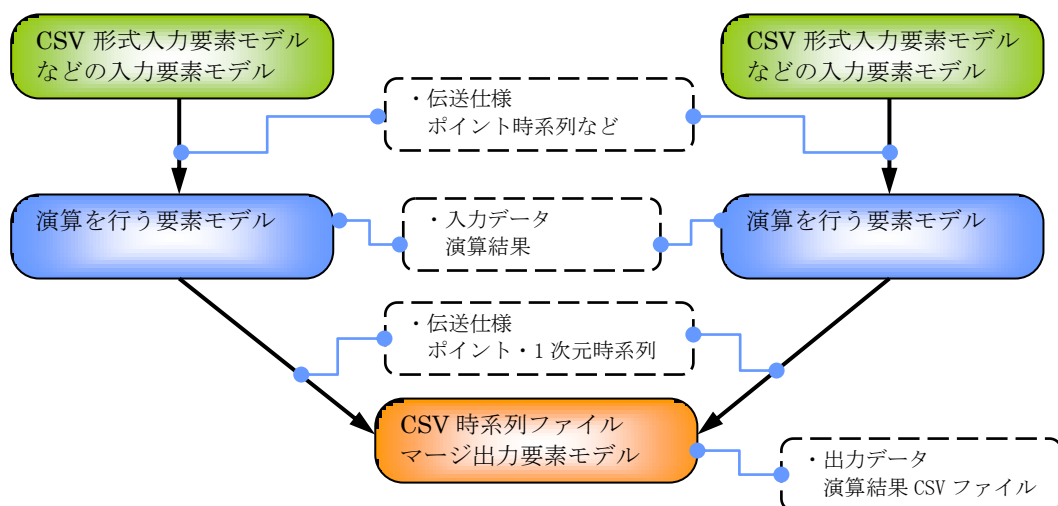 CSV 形式入力要素モデル
などの入力要素モデル
CSV 形式入力要素モデル
などの入力要素モデル
・伝送仕様
ポイント時系列など
演算を行う要素モデル
・入力データ
演算結果
演算を行う要素モデル
・伝送仕様
ポイント・1 次元時系列
CSV 時系列ファイル
マージ出力要素モデル
・出力データ
演算結果 CSV ファイル